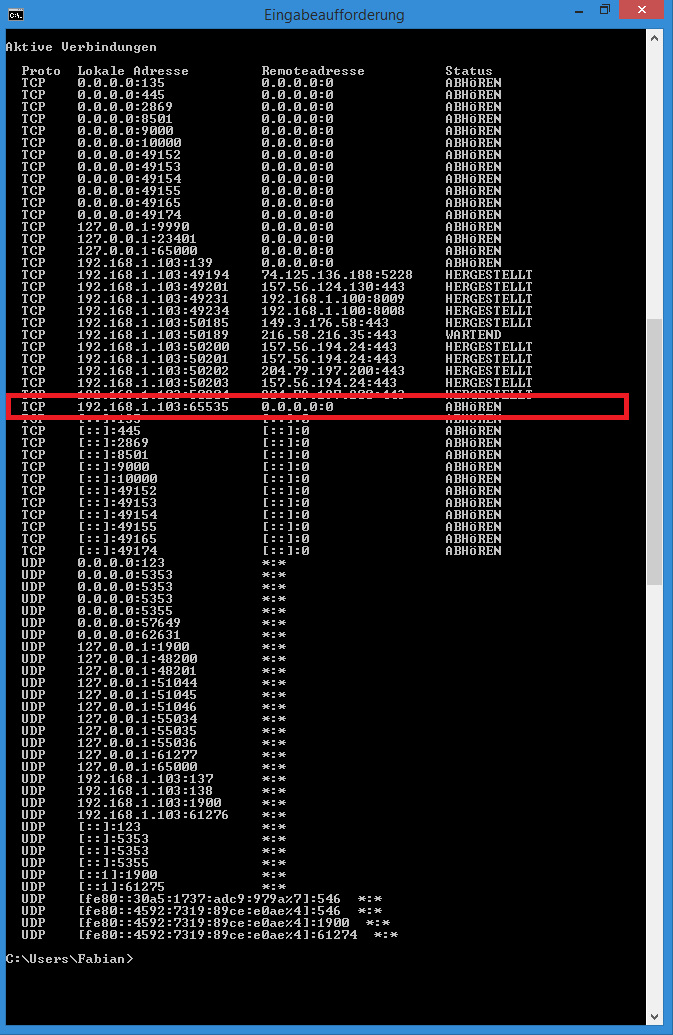 Eingabeaufforderung
Aktive Verbindungen
Proto Lokale Adresse Remoteadresse Status
TCP 0.0.0.0:135 0.0.0.0:0 ABHöREN
TCP 0.0.0.0:445 0.0.0.0:0 ABHöREN
TCP 0.0.0.0:2869 0.0.0.0:0 ABHöREN
TCP 0.0.0.0:8501 0.0.0.0:0 ABHöREN
TCP 0.0.0.0:9000 0.0.0.0:0 ABHöREN
TCP 0.0.0.0:10000 0.0.0.0:0 ABHöREN
TCP 0.0.0.0:49152 0.0.0.0:0 ABHöREN
TCP 0.0.0.0:49153 0.0.0.0:0 ABHöREN
TCP 0.0.0.0:49154 0.0.0.0:0 ABHöREN
TCP 0.0.0.0:49155 0.0.0.0:0 ABHöREN
TCP 0.0.0.0:49165 0.0.0.0:0 ABHöREN
TCP 0.0.0.0:49174 0.0.0.0:0 ABHöREN
TCP 127.0.0.1:9990 0.0.0.0:0 ABHöREN
TCP 127.0.0.1:23401 0.0.0.0:0 ABHöREN
TCP 127.0.0.1:65000 0.0.0.0:0 ABHöREN
TCP 192.168.1.103:139 0.0.0.0:0 ABHöREN
TCP 192.168.1.103:49194 74.125.136.188:5228 HERGESTELLT
TCP 192.168.1.103:49201 157.56.124.130:443 HERGESTELLT
TCP 192.168.1.103:49231 192.168.1.100:8009 HERGESTELLT
TCP 192.168.1.103:49234 192.168.1.100:8008 HERGESTELLT
TCP 192.168.1.103:50185 149.3.176.58:443 HERGESTELLT
TCP 192.168.1.103:50189 216.58.216.35:443 WARTEND
TCP 192.168.1.103:50200 157.56.194.24:443 HERGESTELLT
TCP 192.168.1.103:50201 157.56.194.24:443 HERGESTELLT
TCP 192.168.1.103:50202 204.79.197.200:443 HERGESTELLT
TCP 192.168.1.103:50203 157.56.194.24:443 HERGESTELLT
TCP HERGESTELLT
TCP 192.168.1.103:65535 0.0.0.0:0 ABHöREN
TCP [::]:135 [::]:0 ABHöREN
TCP [::]:445 [::]:0 ABHöREN
TCP [::]:2869 [::]:0 ABHöREN
TCP [::]:8501 [::]:0 ABHöREN
TCP [::]:9000 [::]:0 ABHöREN
TCP [::]:10000 [::]:0 ABHöREN
TCP [::]:49152 [::]:0 ABHöREN
TCP [::]:49153 [::]:0 ABHöREN
TCP [::]:49154 [::]:0 ABHöREN
TCP [::]:49155 [::]:0 ABHöREN
TCP [::]:49165 [::]:0 ABHöREN
TCP [::]:49174 [::]:0 ABHöREN
UDP 0.0.0.0:123 *:*
UDP 0.0.0.0:5353 *:*
UDP 0.0.0.0:5353 *:*
UDP 0.0.0.0:5353 *:*
UDP 0.0.0.0:5355 *:*
UDP 0.0.0.0:57649 *:*
UDP 0.0.0.0:62631 *:*
UDP 127.0.0.1:1900 *:*
UDP 127.0.0.1:48200 *:*
UDP 127.0.0.1:48201 *:*
UDP 127.0.0.1:51044 *:*
UDP 127.0.0.1:51045 *:*
UDP 127.0.0.1:51046 *:*
UDP 127.0.0.1:55034 *:*
UDP 127.0.0.1:55035 *:*
UDP 127.0.0.1:55036 *:*
UDP 127.0.0.1:61277 *:*
UDP 127.0.0.1:65000 *:*
UDP 192.168.1.103:137 *:*
UDP 192.168.1.103:138 *:*
UDP 192.168.1.103:1900 *:*
UDP 192.168.1.103:61276 *:*
UDP [::]:123 *:*
UDP [::]:5353 *:*
UDP [::]:5353 *:*
UDP [::]:5355 *:*
UDP [::1]:1900 *:*
UDP [::1]:61275 *:*
UDP [fe80::30a5:1737:adc9:979a%7]:546 *:*
UDP [fe80::4592:7319:89ce:e0ae%4]:546 *:*
UDP [fe80::4592:7319:89ce:e0ae%4]:1900 *:*
UDP [fe80::4592:7319:89ce:e0ae%4]:61274 *:*
C:\Users\Fabian>